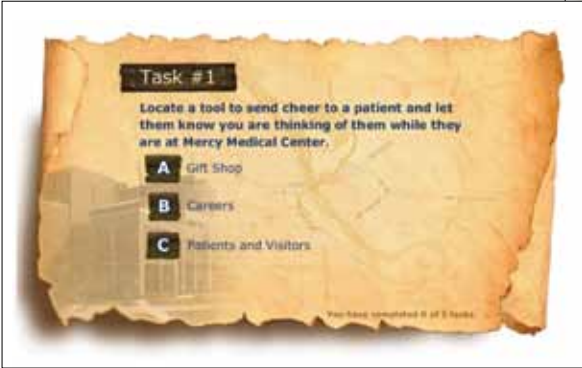 Task #1
Locate a tool to send cheer to a patient and let
them know you are thinking of them while they
are at Mercy Medical Center.
A Gift Shop
B Careers
C Patients and Visitors
You have completed 0 of 5 tasks